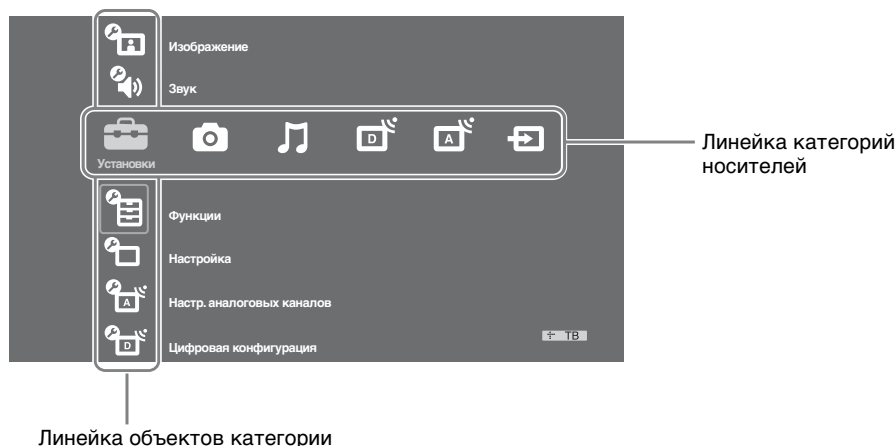 Изображение
Звук
Установки
D
A
Линейка категорий
носителей
Функции
Настройка
A
Настр. аналоговых каналов
D
Цифровая конфигурация
ТВ
Линейка объектов категории